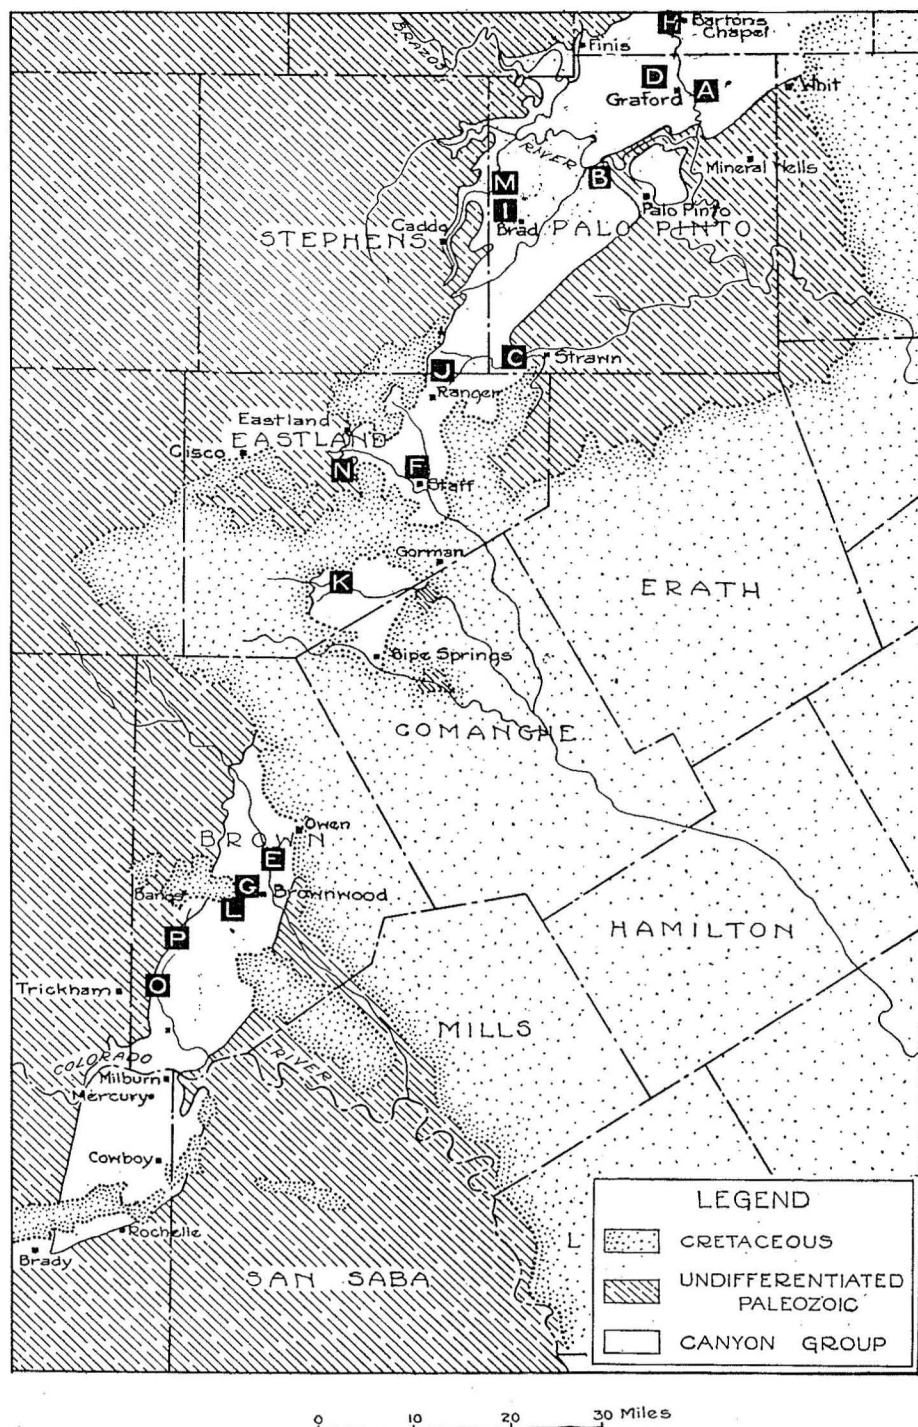 H
Bartons
Chapel
BRAZOS
Finis
D
A
Whit
Graford
RIVER
Mineral Wells
M
B
I
Brad
Palo Pinto
Caddo
STEPHENS
PALO PINTO
C
Strawn
J
Ranger
Eastland
EASTLAND
Cisco
N
F
Staff
Gorman
K
ERATH
Sipe Springs
COMANCHE
Owen
BROWN
E
G
Bangs
Brownwood
L
P
HAMILTON
O
Trickham
MILLS
COLORADO
RIVER
Milburn
Mercury
Cowboy
Rochelle
Brady
SAN SABA
L
LEGEND
CRETACEOUS
UNDIFFERENTIATED
PALEOZOIC
CANYON GROUP
0 10 20 30 Miles